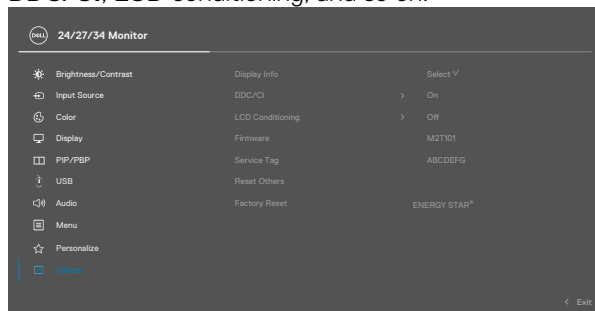 DDC/CI, LCD conditioning, and so on.
DELL 24/27/34 Monitor
Brightness/Contrast Display Info Select
Input Source DDC/CI > On
Color LCD Conditioning > Off
Display Firmware M2T101
PIP/PBP Service Tag ABCDEFG
USB Reset Others
Audio Factory Reset ENERGY STAR®
Menu
Personalize
Others
< Exit